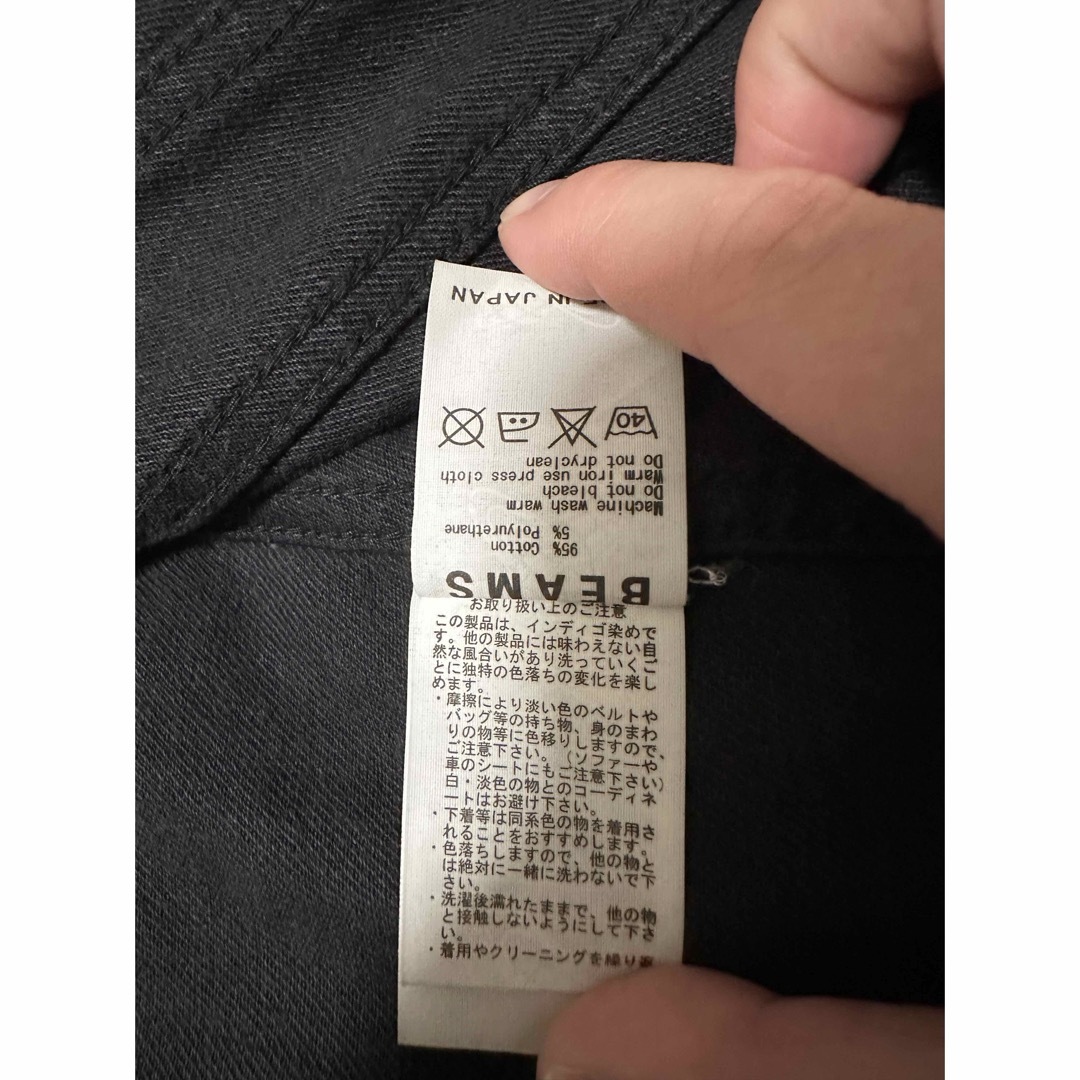 BEAMS
95% Cotton
5% Polyurethane
Machine wash warm
Do not bleach
Warm iron use press cloth
Do not dryclean
40
IN JAPAN
お取り扱い上のご注意
この製品は、インディゴ染めで
す。他の製品には味わえない自
然な風合いがあり洗っていくご
とに独特の色落ちの変化を楽し
めます。
・摩擦により淡い色のベルトや
バッグ等の持ち物、身のまわ
りの物等に色移りしますので、
ご注意下さい。（ソファーや
車のシートにもご注意下さい）
白・淡色の物とのコーディネ
ートはお避け下さい。
・下着等は同系色の物を着用さ
れることをおすすめします。
・色落ちしますので、他の物と
は絶対に一緒に洗わないで下
さい。
・洗濯後濡れたままで、他の物
と接触しないようにして下さ
い。
・着用やクリーニングを繰り返